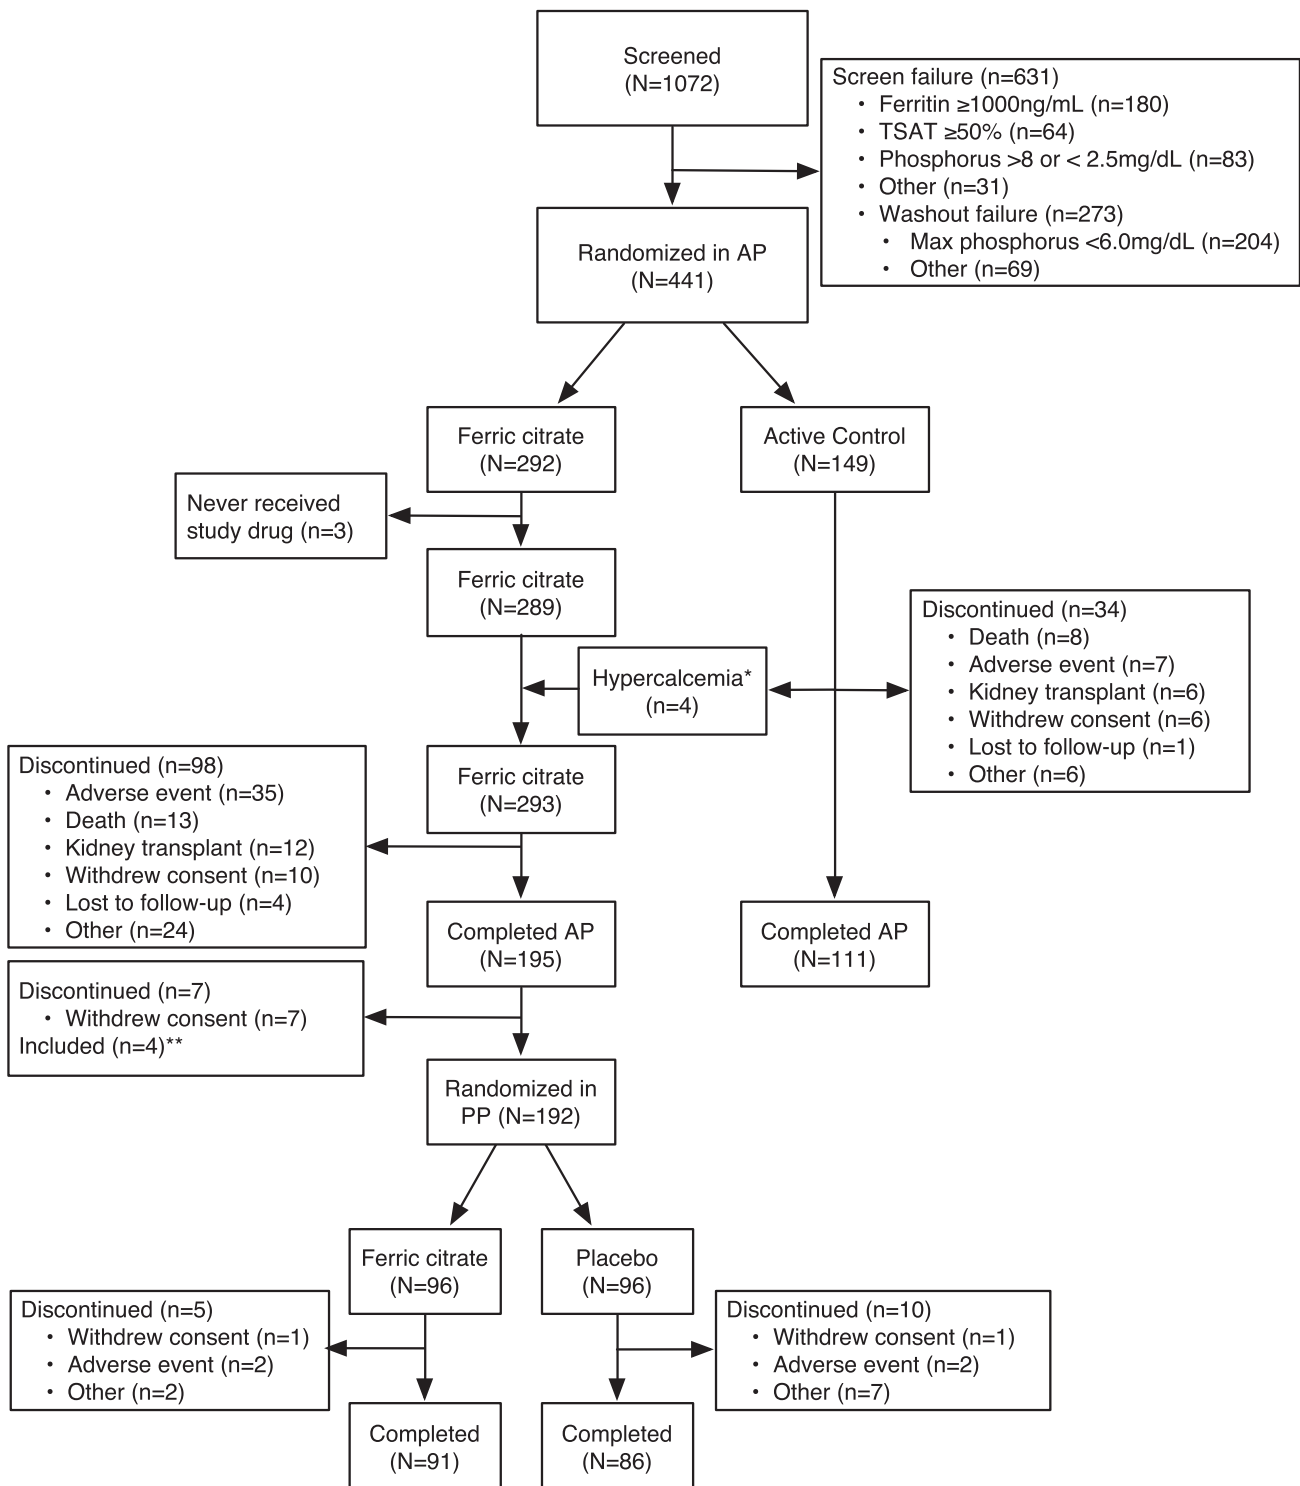 Screened
(N=1072)
Screen failure (n=631)
• Ferritin ≥1000ng/mL (n=180)
• TSAT ≥50% (n=64)
• Phosphorus >8 or < 2.5mg/dL (n=83)
• Other (n=31)
• Washout failure (n=273)
• Max phosphorus <6.0mg/dL (n=204)
• Other (n=69)
Randomized in AP
(N=441)
Ferric citrate
(N=292)
Active Control
(N=149)
Never received
study drug (n=3)
Ferric citrate
(N=289)
Hypercalcemia*
(n=4)
Discontinued (n=34)
• Death (n=8)
• Adverse event (n=7)
• Kidney transplant (n=6)
• Withdrew consent (n=6)
• Lost to follow-up (n=1)
• Other (n=6)
Ferric citrate
(N=293)
Discontinued (n=98)
• Adverse event (n=35)
• Death (n=13)
• Kidney transplant (n=12)
• Withdrew consent (n=10)
• Lost to follow-up (n=4)
• Other (n=24)
Completed AP
(N=195)
Completed AP
(N=111)
Discontinued (n=7)
• Withdrew consent (n=7)
Included (n=4)**
Randomized in
PP (N=192)
Ferric citrate
(N=96)
Placebo
(N=96)
Discontinued (n=5)
• Withdrew consent (n=1)
• Adverse event (n=2)
• Other (n=2)
Discontinued (n=10)
• Withdrew consent (n=1)
• Adverse event (n=2)
• Other (n=7)
Completed
(N=91)
Completed
(N=86)